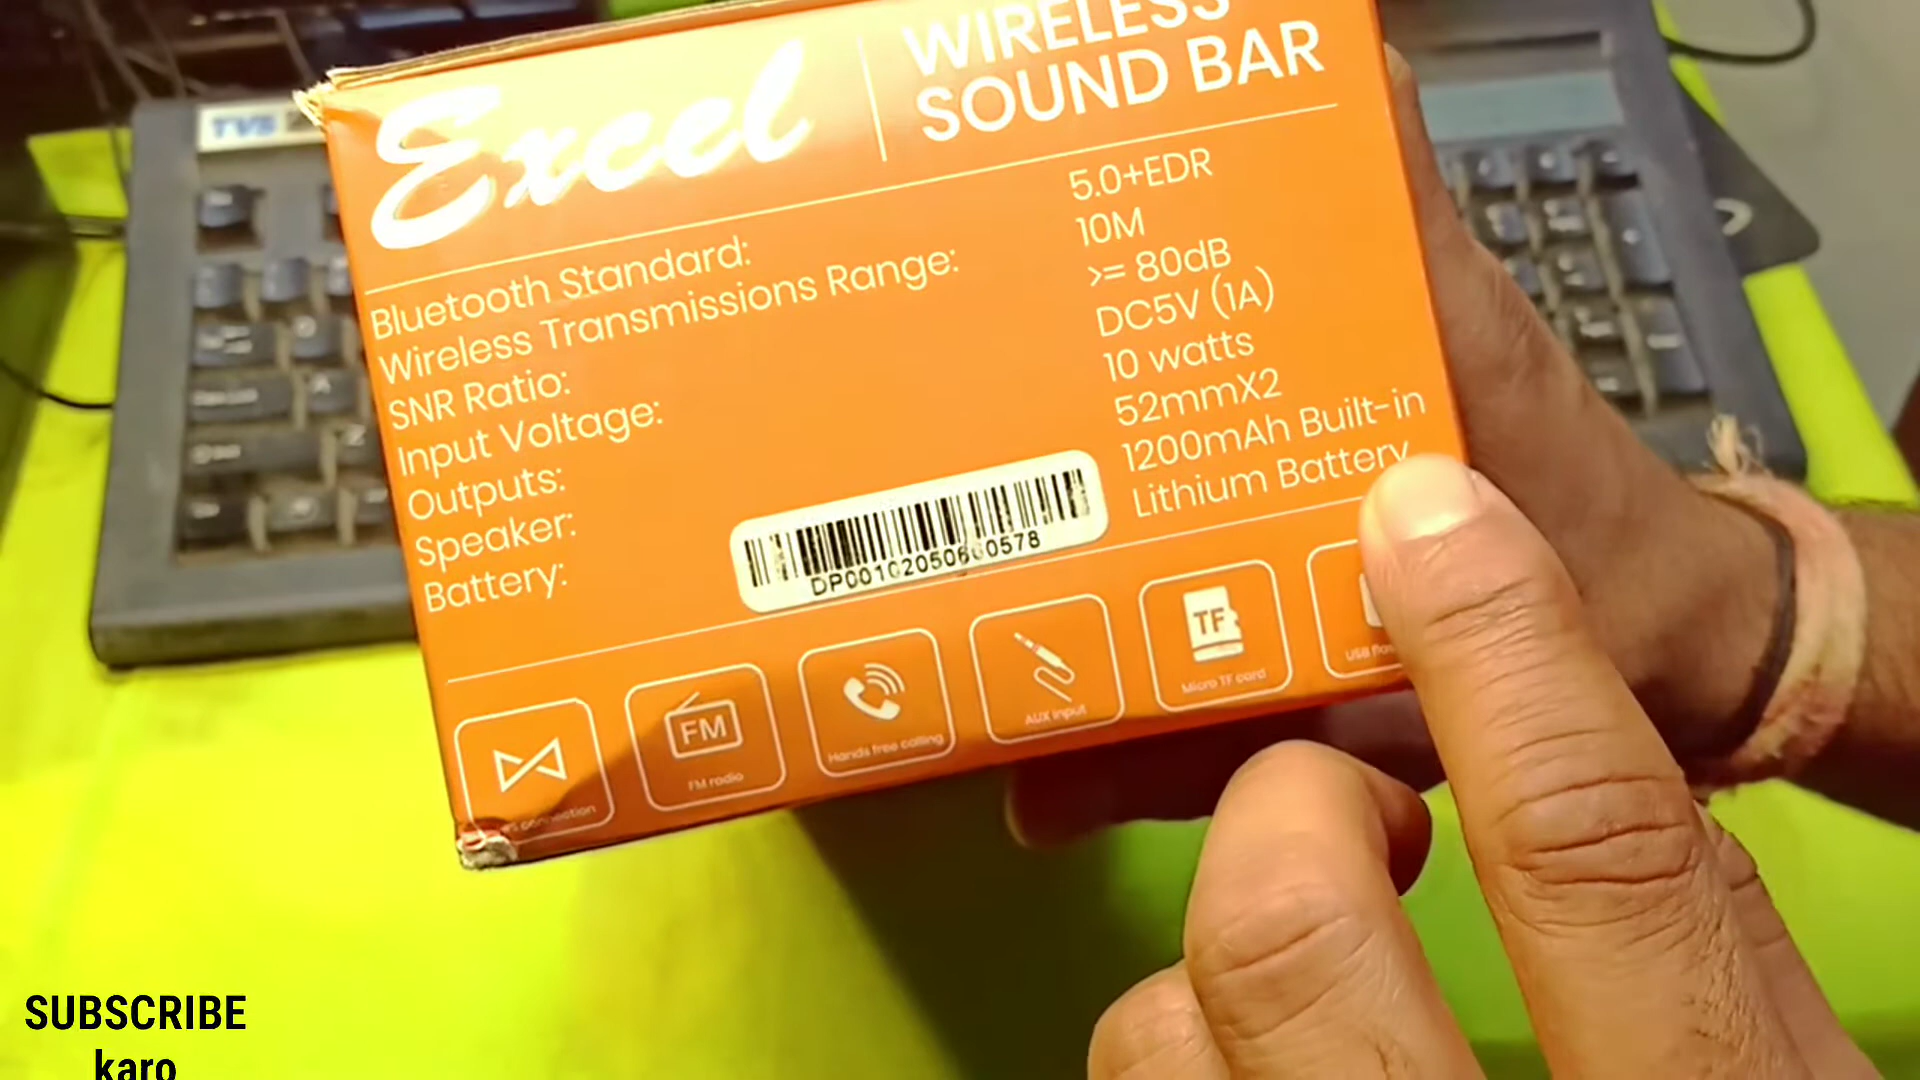 TVS
Excel
WIRELESS
SOUND BAR
Bluetooth Standard: 5.0+EDR
Wireless Transmissions Range: 10M
SNR Ratio: >= 80dB
Input Voltage: DC5V (1A)
Outputs: 10 watts
Speaker: 52mmX2
Battery: 1200mAh Built-in
Lithium Battery
FM
FM radio
Hands free calling
AUX input
TF
Micro TF card
USB
SUBSCRIBE
karo